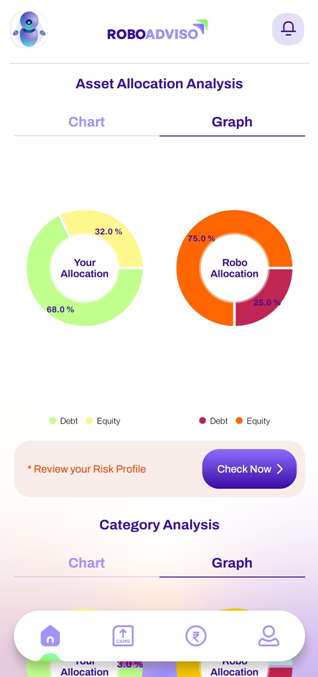 ROBOADVISO
Asset Allocation Analysis
Chart
Graph
32.0 %
Your
Allocation
68.0 %
75.0 %
Robo
Allocation
25.0 %
Debt
Equity
Debt
Equity
* Review your Risk Profile
Check Now
Category Analysis
Chart
Graph
CAMS
₹
Your
Allocation
3.0 %
Robo
Allocation